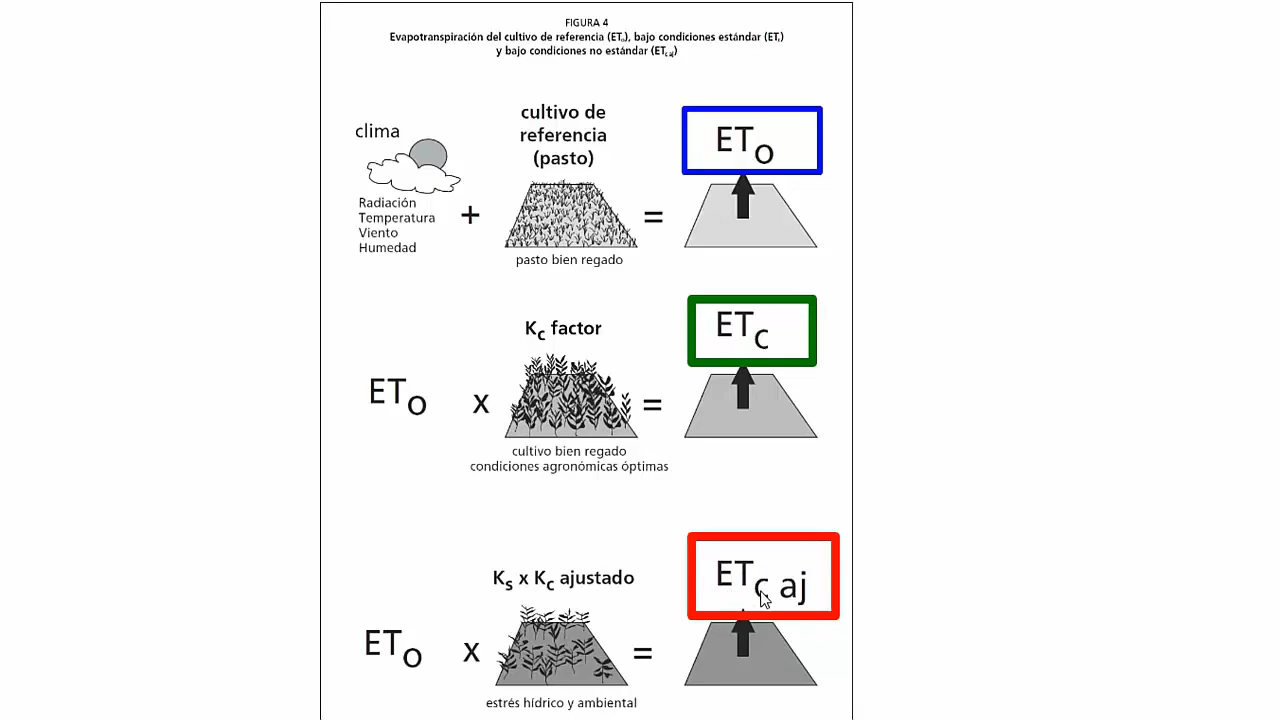 FIGURA 4
Evapotranspiración del cultivo de referencia (ETo), bajo condiciones estándar (ETc)
y bajo condiciones no estándar (ETc aj)
clima
Radiación
Temperatura
Viento
Humedad
+
cultivo de
referencia
(pasto)
pasto bien regado
=
ETo
ETo
x
Kc factor
cultivo bien regado
condiciones agronómicas óptimas
=
ETc
ETo
x
Ks x Kc ajustado
estrés hídrico y ambiental
=
ETc aj